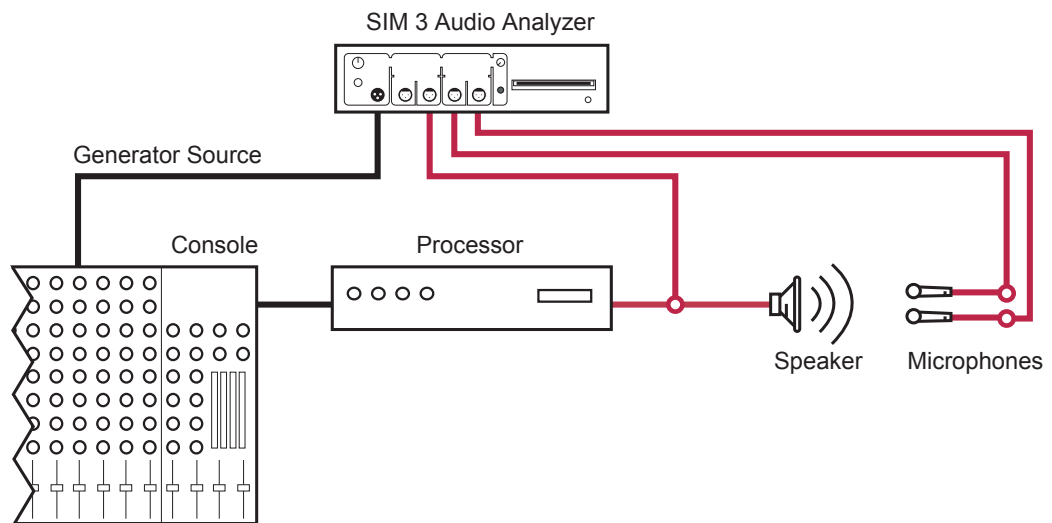 SIM 3 Audio Analyzer
Generator Source
Console
Processor
Speaker
Microphones